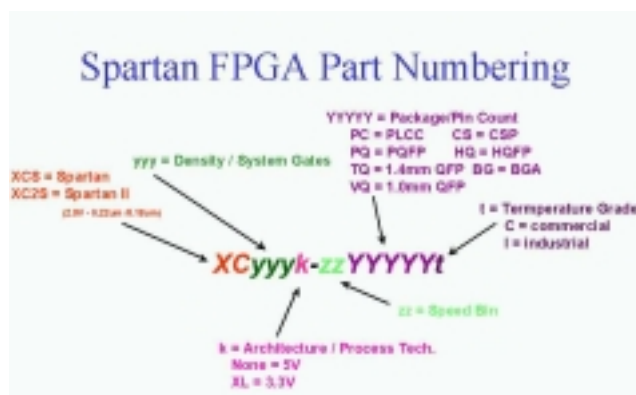 Spartan FPGA Part Numbering
YYYYY = Package/Pin Count
PC = PLCC CS = CSP
PQ = PQFP HQ = HQFP
TQ = 1.4mm QFP BG = BGA
VQ = 1.0mm QFP
yyy = Density / System Gates
XCS = Spartan
XC2S = Spartan II
t = Termperature Grade
C = commercial
I = industrial
XCyyyk-zzYYYYYt
zz = Speed Bin
k = Architecture / Process Tech.
None = 5V
XL = 3.3V